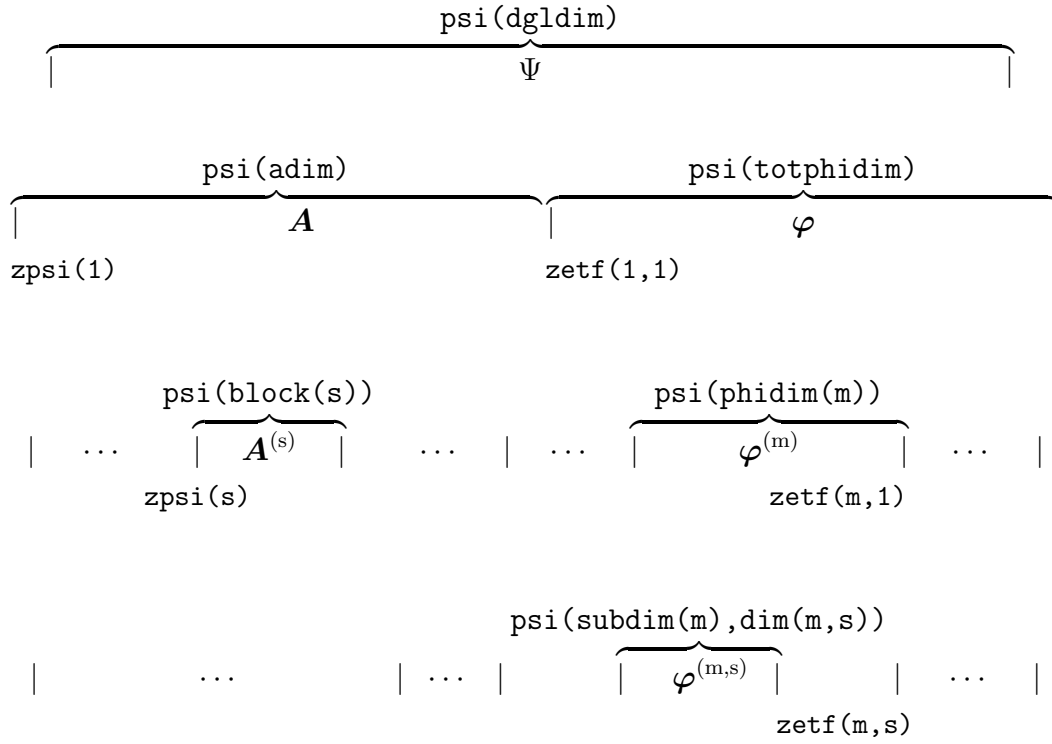 psi(dgldim)
| Ψ |
psi(adim) psi(totphidim)
| A | φ
zpsi(1) zetf(1,1)
psi(block(s)) psi(phidim(m))
| ··· | A^(s) | ··· | ··· | φ^(m) | ··· |
zpsi(s) zetf(m,1)
psi(subdim(m),dim(m,s))
| ··· | ··· | | φ^(m,s) | | ··· |
zetf(m,s)